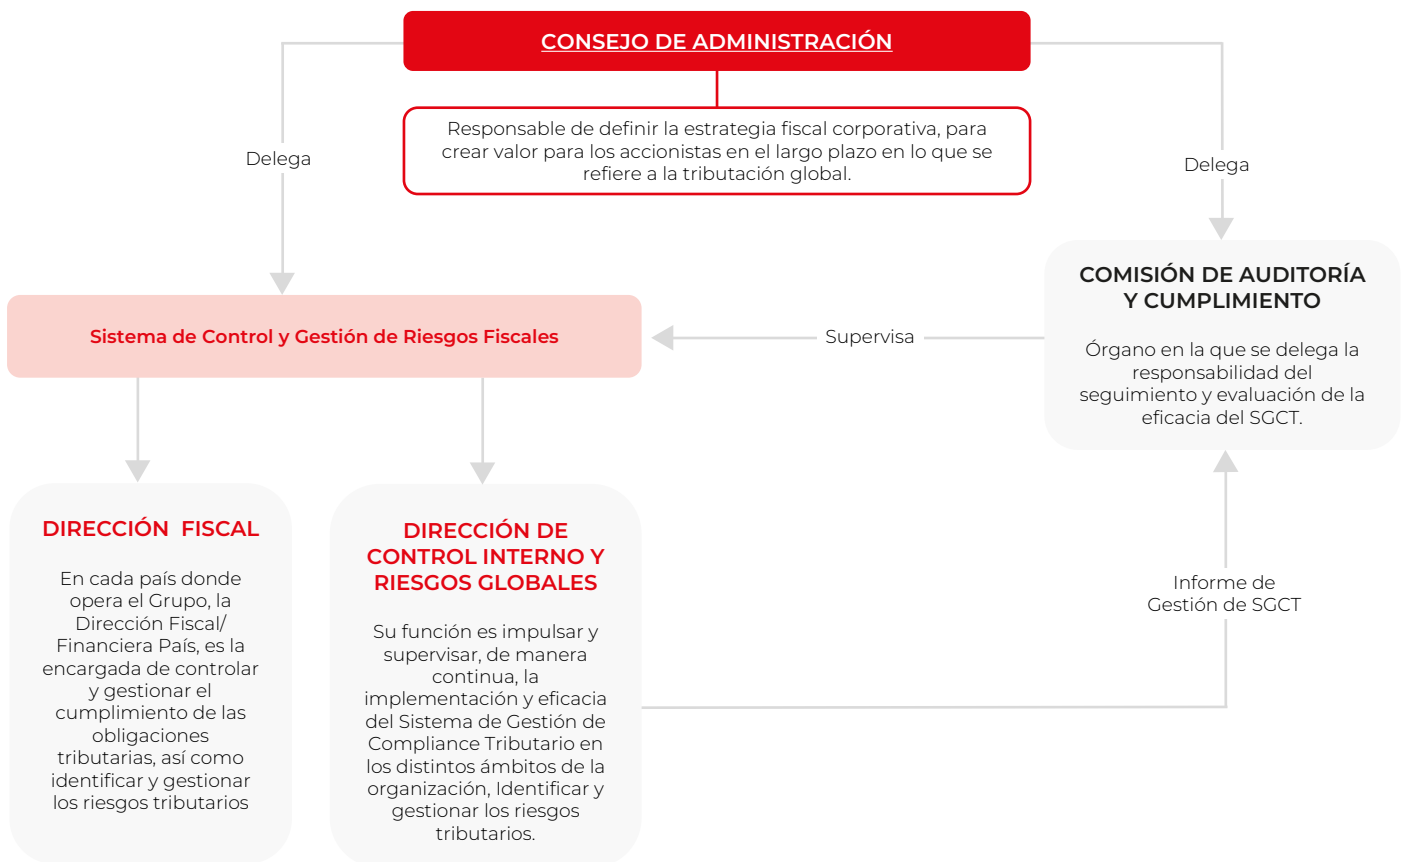 CONSEJO DE ADMINISTRACIÓN
Responsable de definir la estrategia fiscal corporativa, para
crear valor para los accionistas en el largo plazo en lo que se
refiere a la tributación global.
Delega
Delega
COMISIÓN DE AUDITORÍA
Y CUMPLIMIENTO
Órgano en la que se delega la
responsabilidad del
seguimiento y evaluación de la
eficacia del SGCT.
Sistema de Control y Gestión de Riesgos Fiscales
Supervisa
DIRECCIÓN FISCAL
En cada país donde
opera el Grupo, la
Dirección Fiscal/
Financiera País, es la
encargada de controlar
y gestionar el
cumplimiento de las
obligaciones
tributarias, así como
identificar y gestionar
los riesgos tributarios
DIRECCIÓN DE
CONTROL INTERNO Y
RIESGOS GLOBALES
Su función es impulsar y
supervisar, de manera
continua, la
implementación y eficacia
del Sistema de Gestión de
Compliance Tributario en
los distintos ámbitos de la
organización, Identificar y
gestionar los riesgos
tributarios.
Informe de
Gestión de SGCT